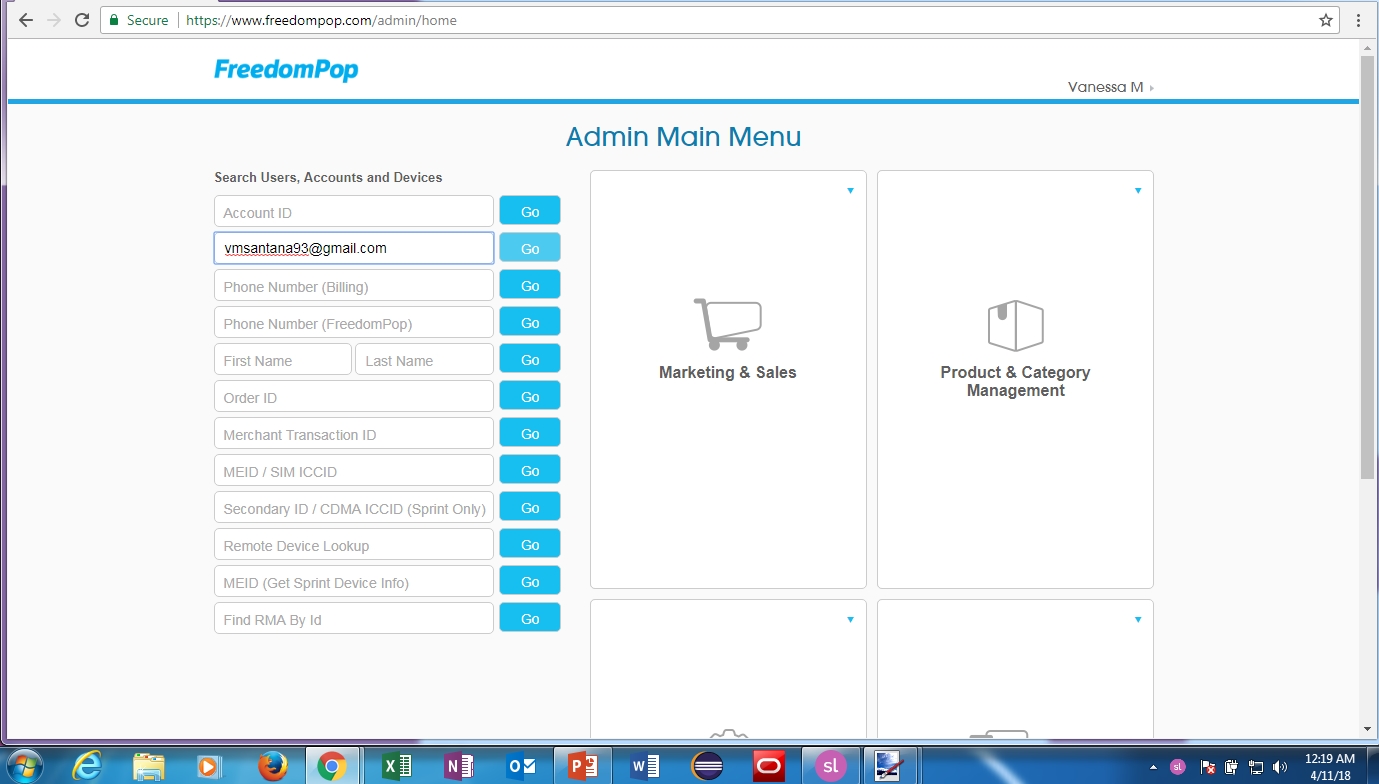 Secure https://www.freedompop.com/admin/home
FreedomPop
Vanessa M
Admin Main Menu
Search Users, Accounts and Devices
Account ID Go
vmsantana93@gmail.com Go
Phone Number (Billing) Go
Phone Number (FreedomPop) Go
First Name Last Name Go
Order ID Go
Merchant Transaction ID Go
MEID / SIM ICCID Go
Secondary ID / CDMA ICCID (Sprint Only) Go
Remote Device Lookup Go
MEID (Get Sprint Device Info) Go
Find RMA By Id Go
Marketing & Sales
Product & Category
Management
sl
sl
12:19 AM
4/11/18